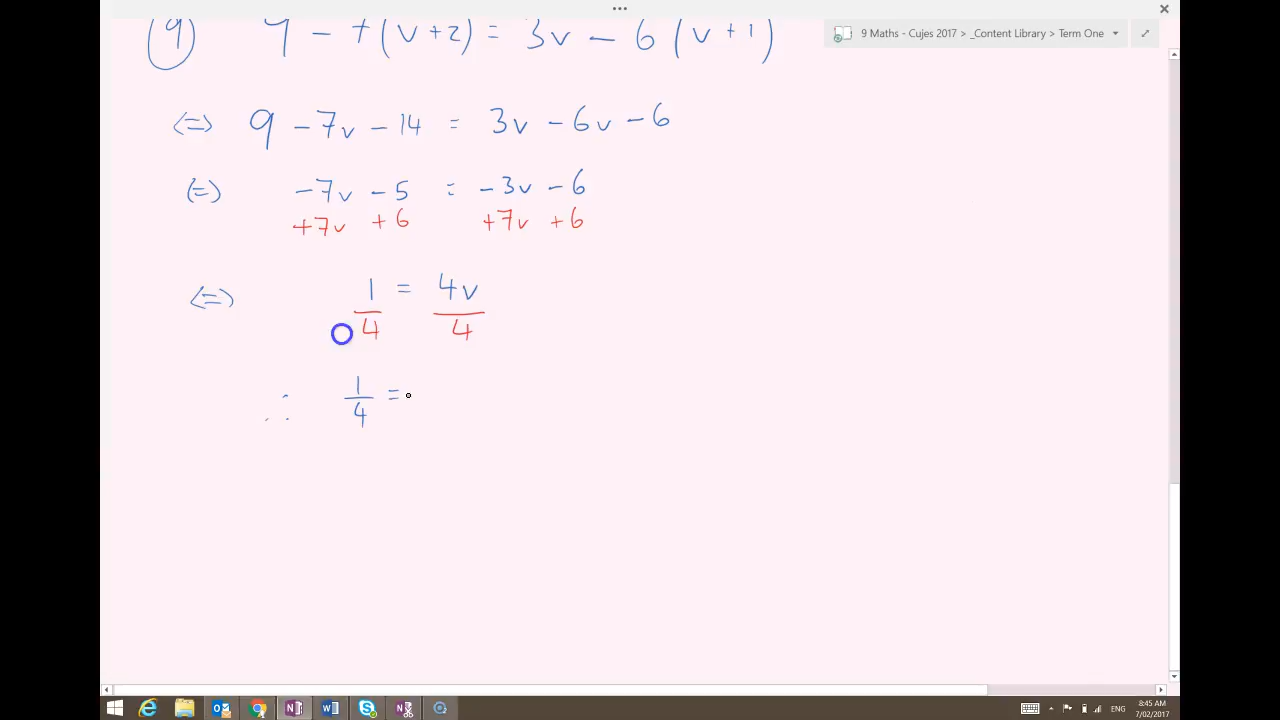 9 Maths - Cujes 2017 > _Content Library > Term One
(9) 9 - 7(v+2) = 3v - 6(v+1)
<=> 9 - 7v - 14 = 3v - 6v - 6
(=) -7v - 5 = -3v - 6
+7v + 6 +7v + 6
<=> 1 = 4v
4 4
∴ 1/4 =
8:45 AM
ENG
7/02/2017